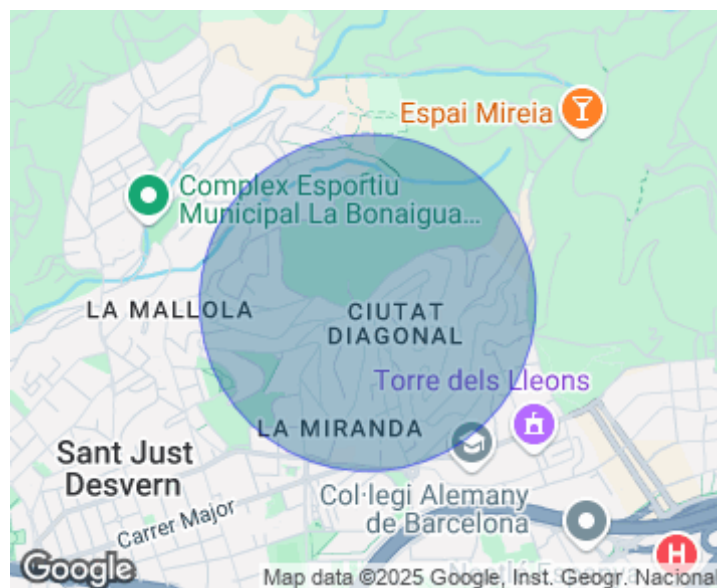 Espai Mireia
Complex Esportiu
Municipal La Bonaigua...
LA MALLOLA
CIUTAT
DIAGONAL
Torre dels Lleons
LA MIRANDA
Sant Just
Desvern
Col·legi Alemany
de Barcelona
Carrer Major
H
Google
Map data ©2025 Google, Inst. Geogr. Nacional